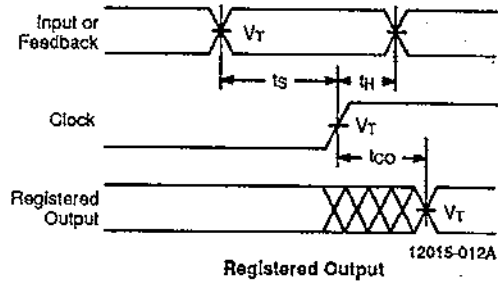 Input or
Feedback
VT
tS
tH
Clock
VT
tCO
Registered
Output
VT
12015-012A
Registered Output